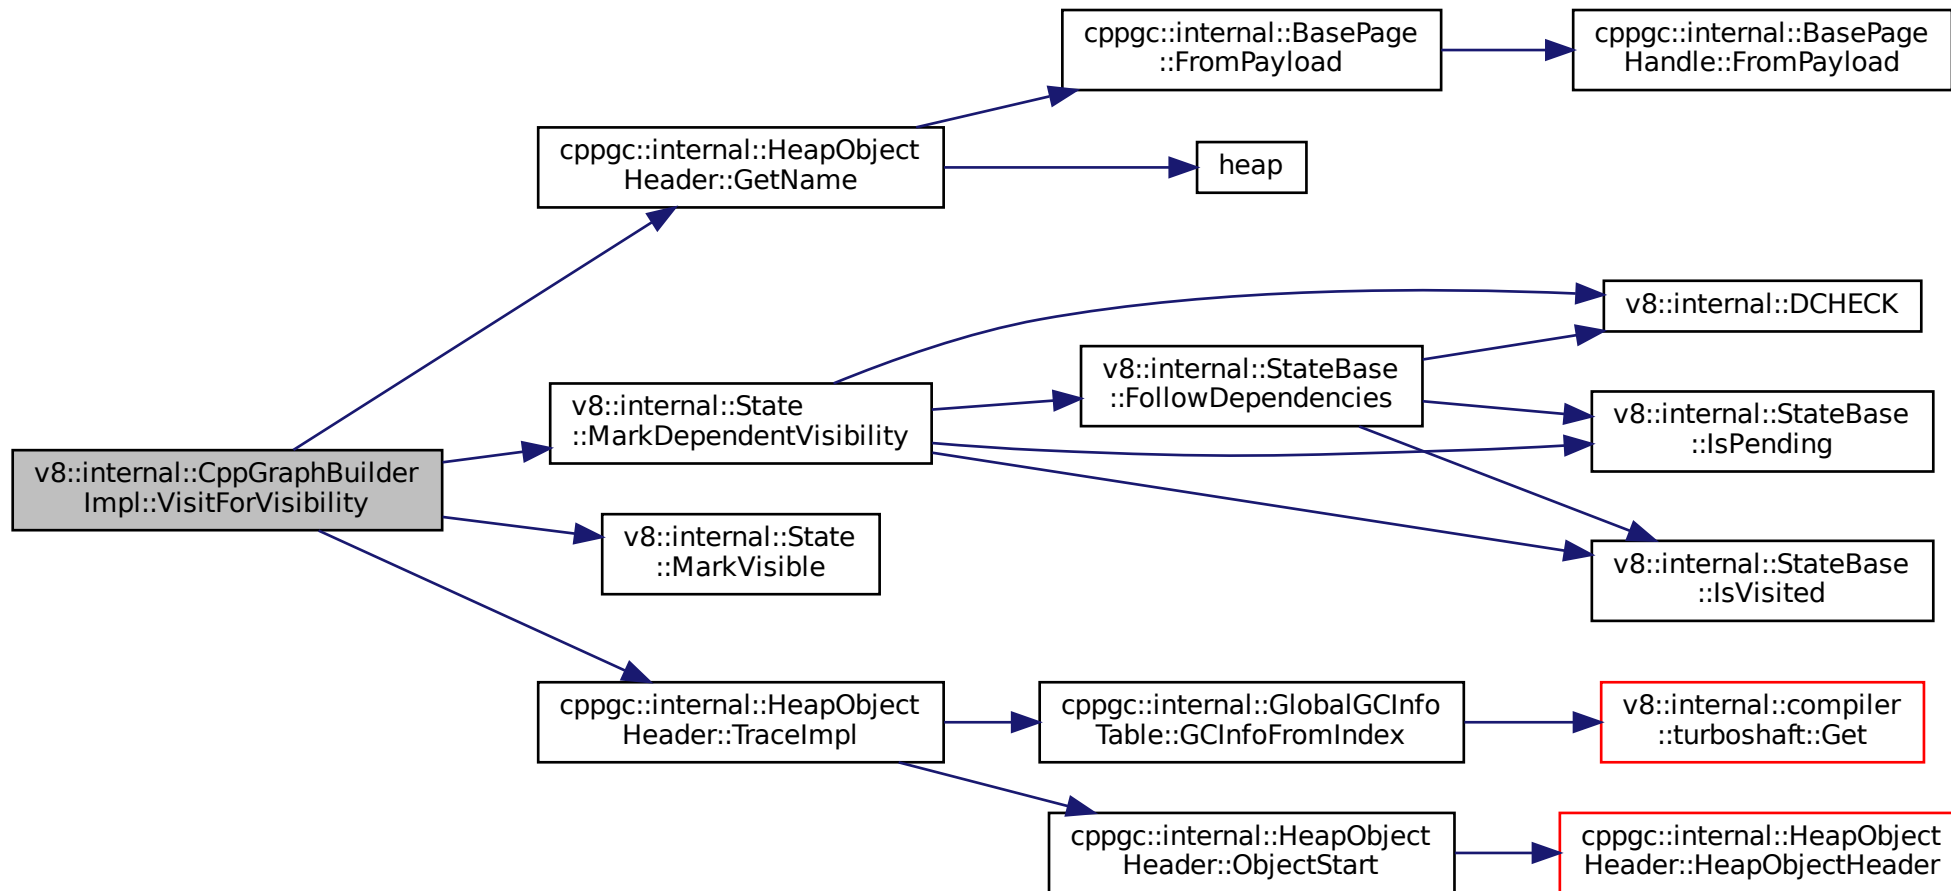 cppgc::internal::BasePage
::FromPayload
cppgc::internal::BasePage
Handle::FromPayload
cppgc::internal::HeapObject
Header::GetName
heap
v8::internal::DCHECK
v8::internal::StateBase
::FollowDependencies
v8::internal::State
::MarkDependentVisibility
v8::internal::StateBase
::IsPending
v8::internal::CppGraphBuilder
Impl::VisitForVisibility
v8::internal::State
::MarkVisible
v8::internal::StateBase
::IsVisited
cppgc::internal::HeapObject
Header::TraceImpl
cppgc::internal::GlobalGCInfo
Table::GCInfoFromIndex
v8::internal::compiler
::turboshaft::Get
cppgc::internal::HeapObject
Header::ObjectStart
cppgc::internal::HeapObject
Header::HeapObjectHeader